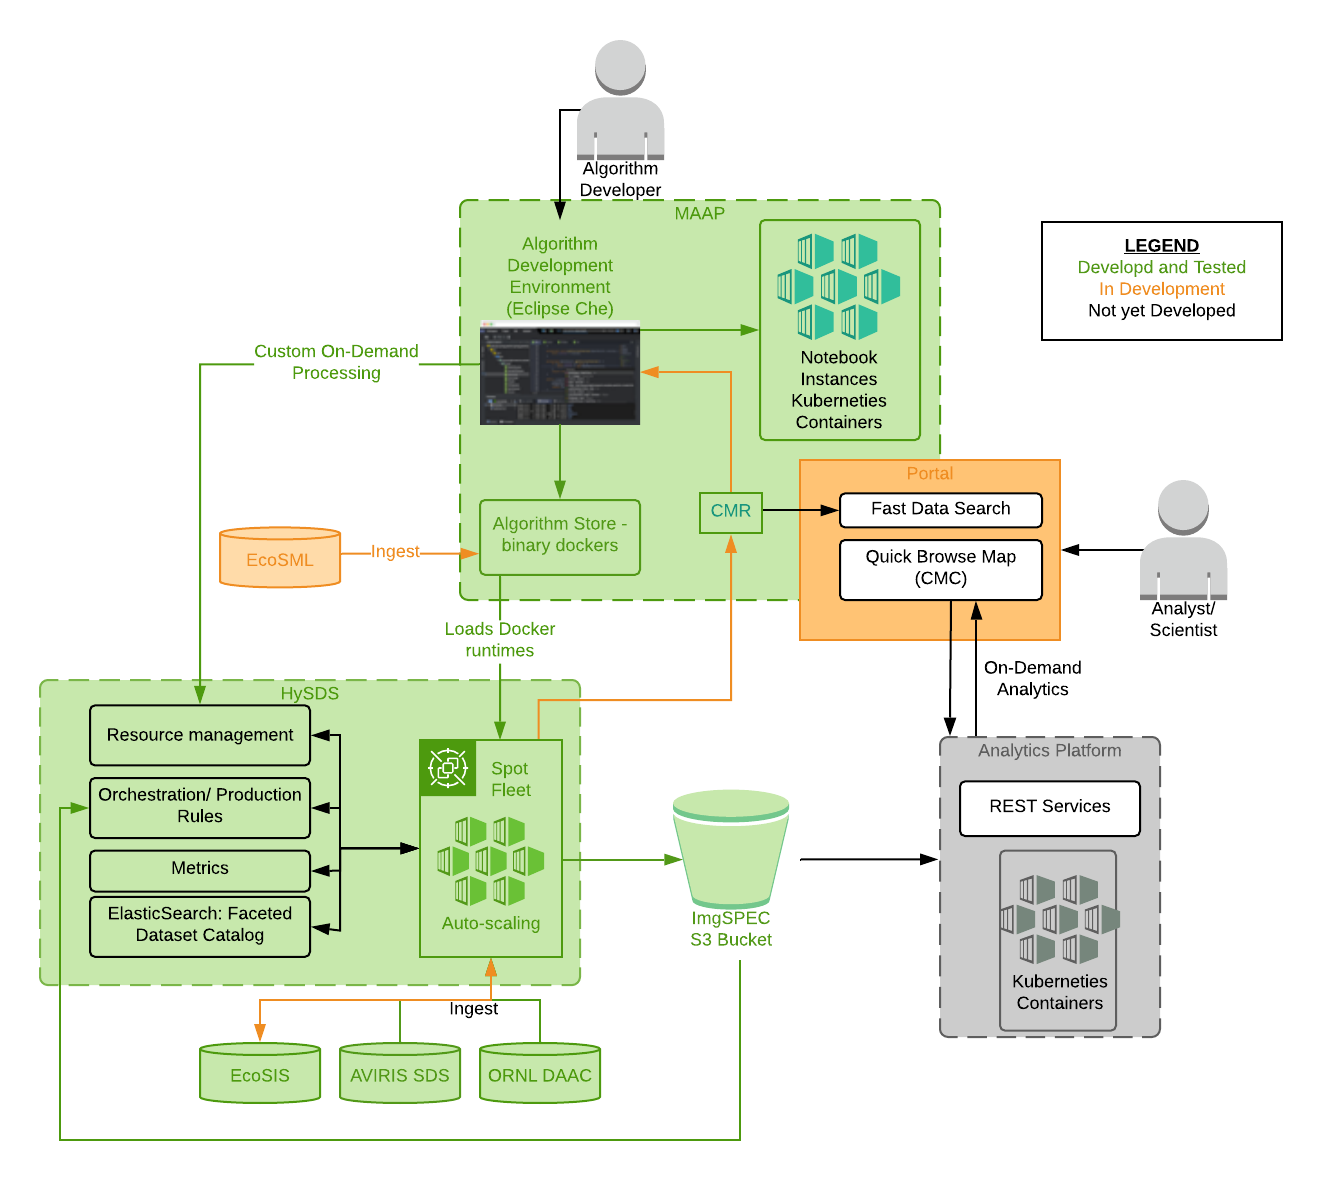 Algorithm
Developer
MAAP
Algorithm
Development
Environment
(Eclipse Che)
Notebook
Instances
Kuberneties
Containers
LEGEND
Developd and Tested
In Development
Not yet Developed
Custom On-Demand
Processing
Portal
CMR
Fast Data Search
Quick Browse Map
(CMC)
Algorithm Store -
binary dockers
EcoSML
Ingest
Analyst/
Scientist
Loads Docker
runtimes
On-Demand
Analytics
HySDS
Resource management
Orchestration/ Production
Rules
Metrics
ElasticSearch: Faceted
Dataset Catalog
Spot
Fleet
Auto-scaling
ImgSPEC
S3 Bucket
Analytics Platform
REST Services
Kuberneties
Containers
Ingest
EcoSIS
AVIRIS SDS
ORNL DAAC